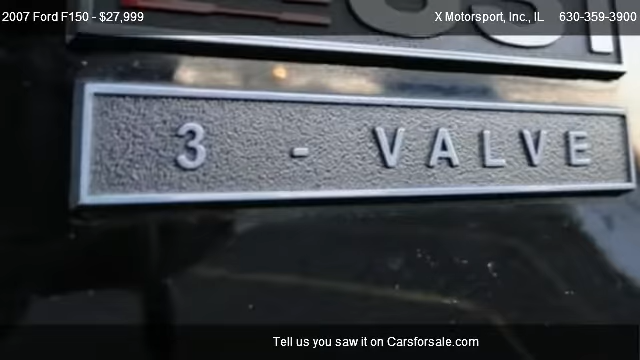 2007 Ford F150 - $27,999 X Motorsport, Inc., IL 630-359-3900
3 - VALVE
Tell us you saw it on Carsforsale.com